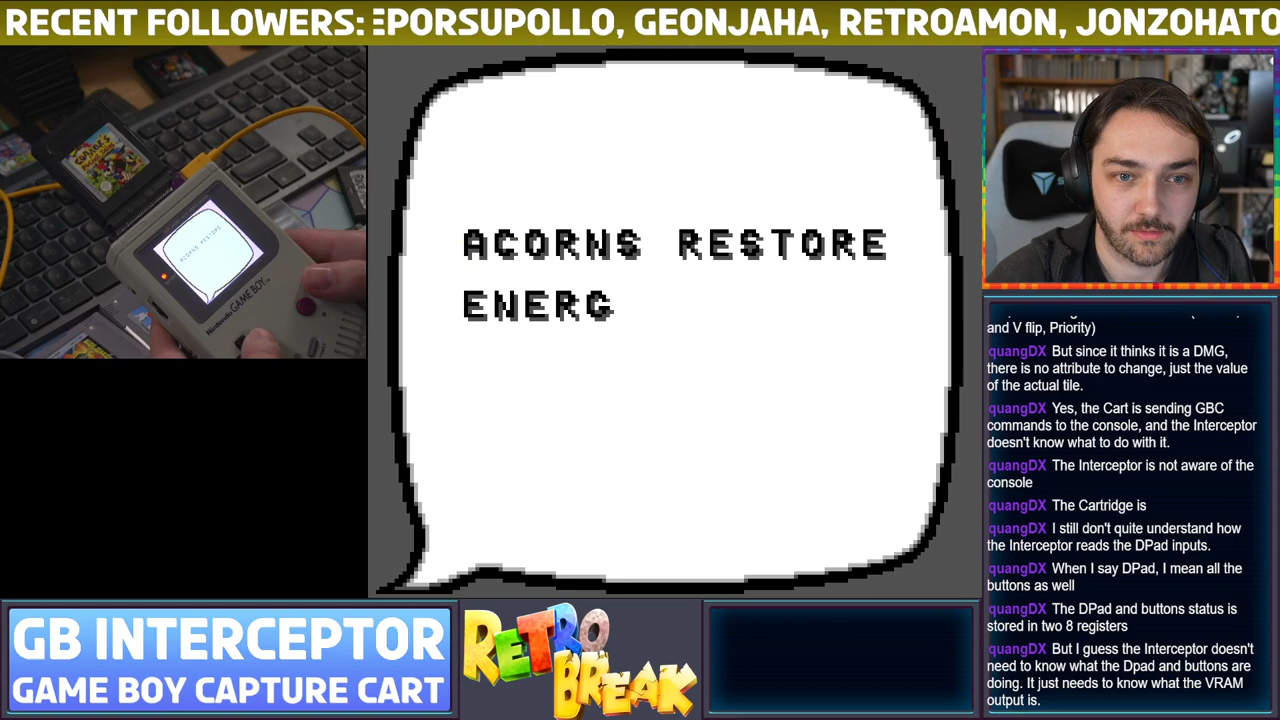 RECENT FOLLOWERS: EPORSUPOLLO, GEONJAHA, RETROAMON, JONZOHATO
ACORNS RESTORE
ENERG
Nintendo GAME BOY
and V flip, Priority)
quangDX But since it thinks it is a DMG,
there is no attribute to change, just the value
of the actual tile.
quangDX Yes, the Cart is sending GBC
commands to the console, and the Interceptor
doesn't know what to do with it.
quangDX The Interceptor is not aware of the
console
quangDX The Cartridge is
quangDX I still don't quite understand how
the Interceptor reads the DPad inputs.
quangDX When I say DPad, I mean all the
buttons as well
quangDX The DPad and buttons status is
stored in two 8 registers
quangDX But I guess the Interceptor doesn't
need to know what the Dpad and buttons are
doing. It just needs to know what the VRAM
output is.
GB INTERCEPTOR
GAME BOY CAPTURE CART
RETRO
BREAK